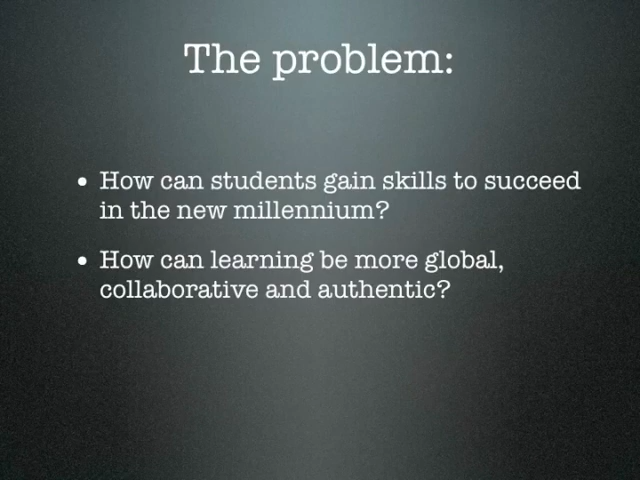 The problem:
• How can students gain skills to succeed
in the new millennium?
• How can learning be more global,
collaborative and authentic?